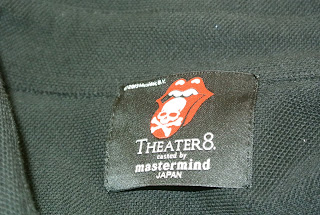 THEATER8.
casted by
mastermind
JAPAN